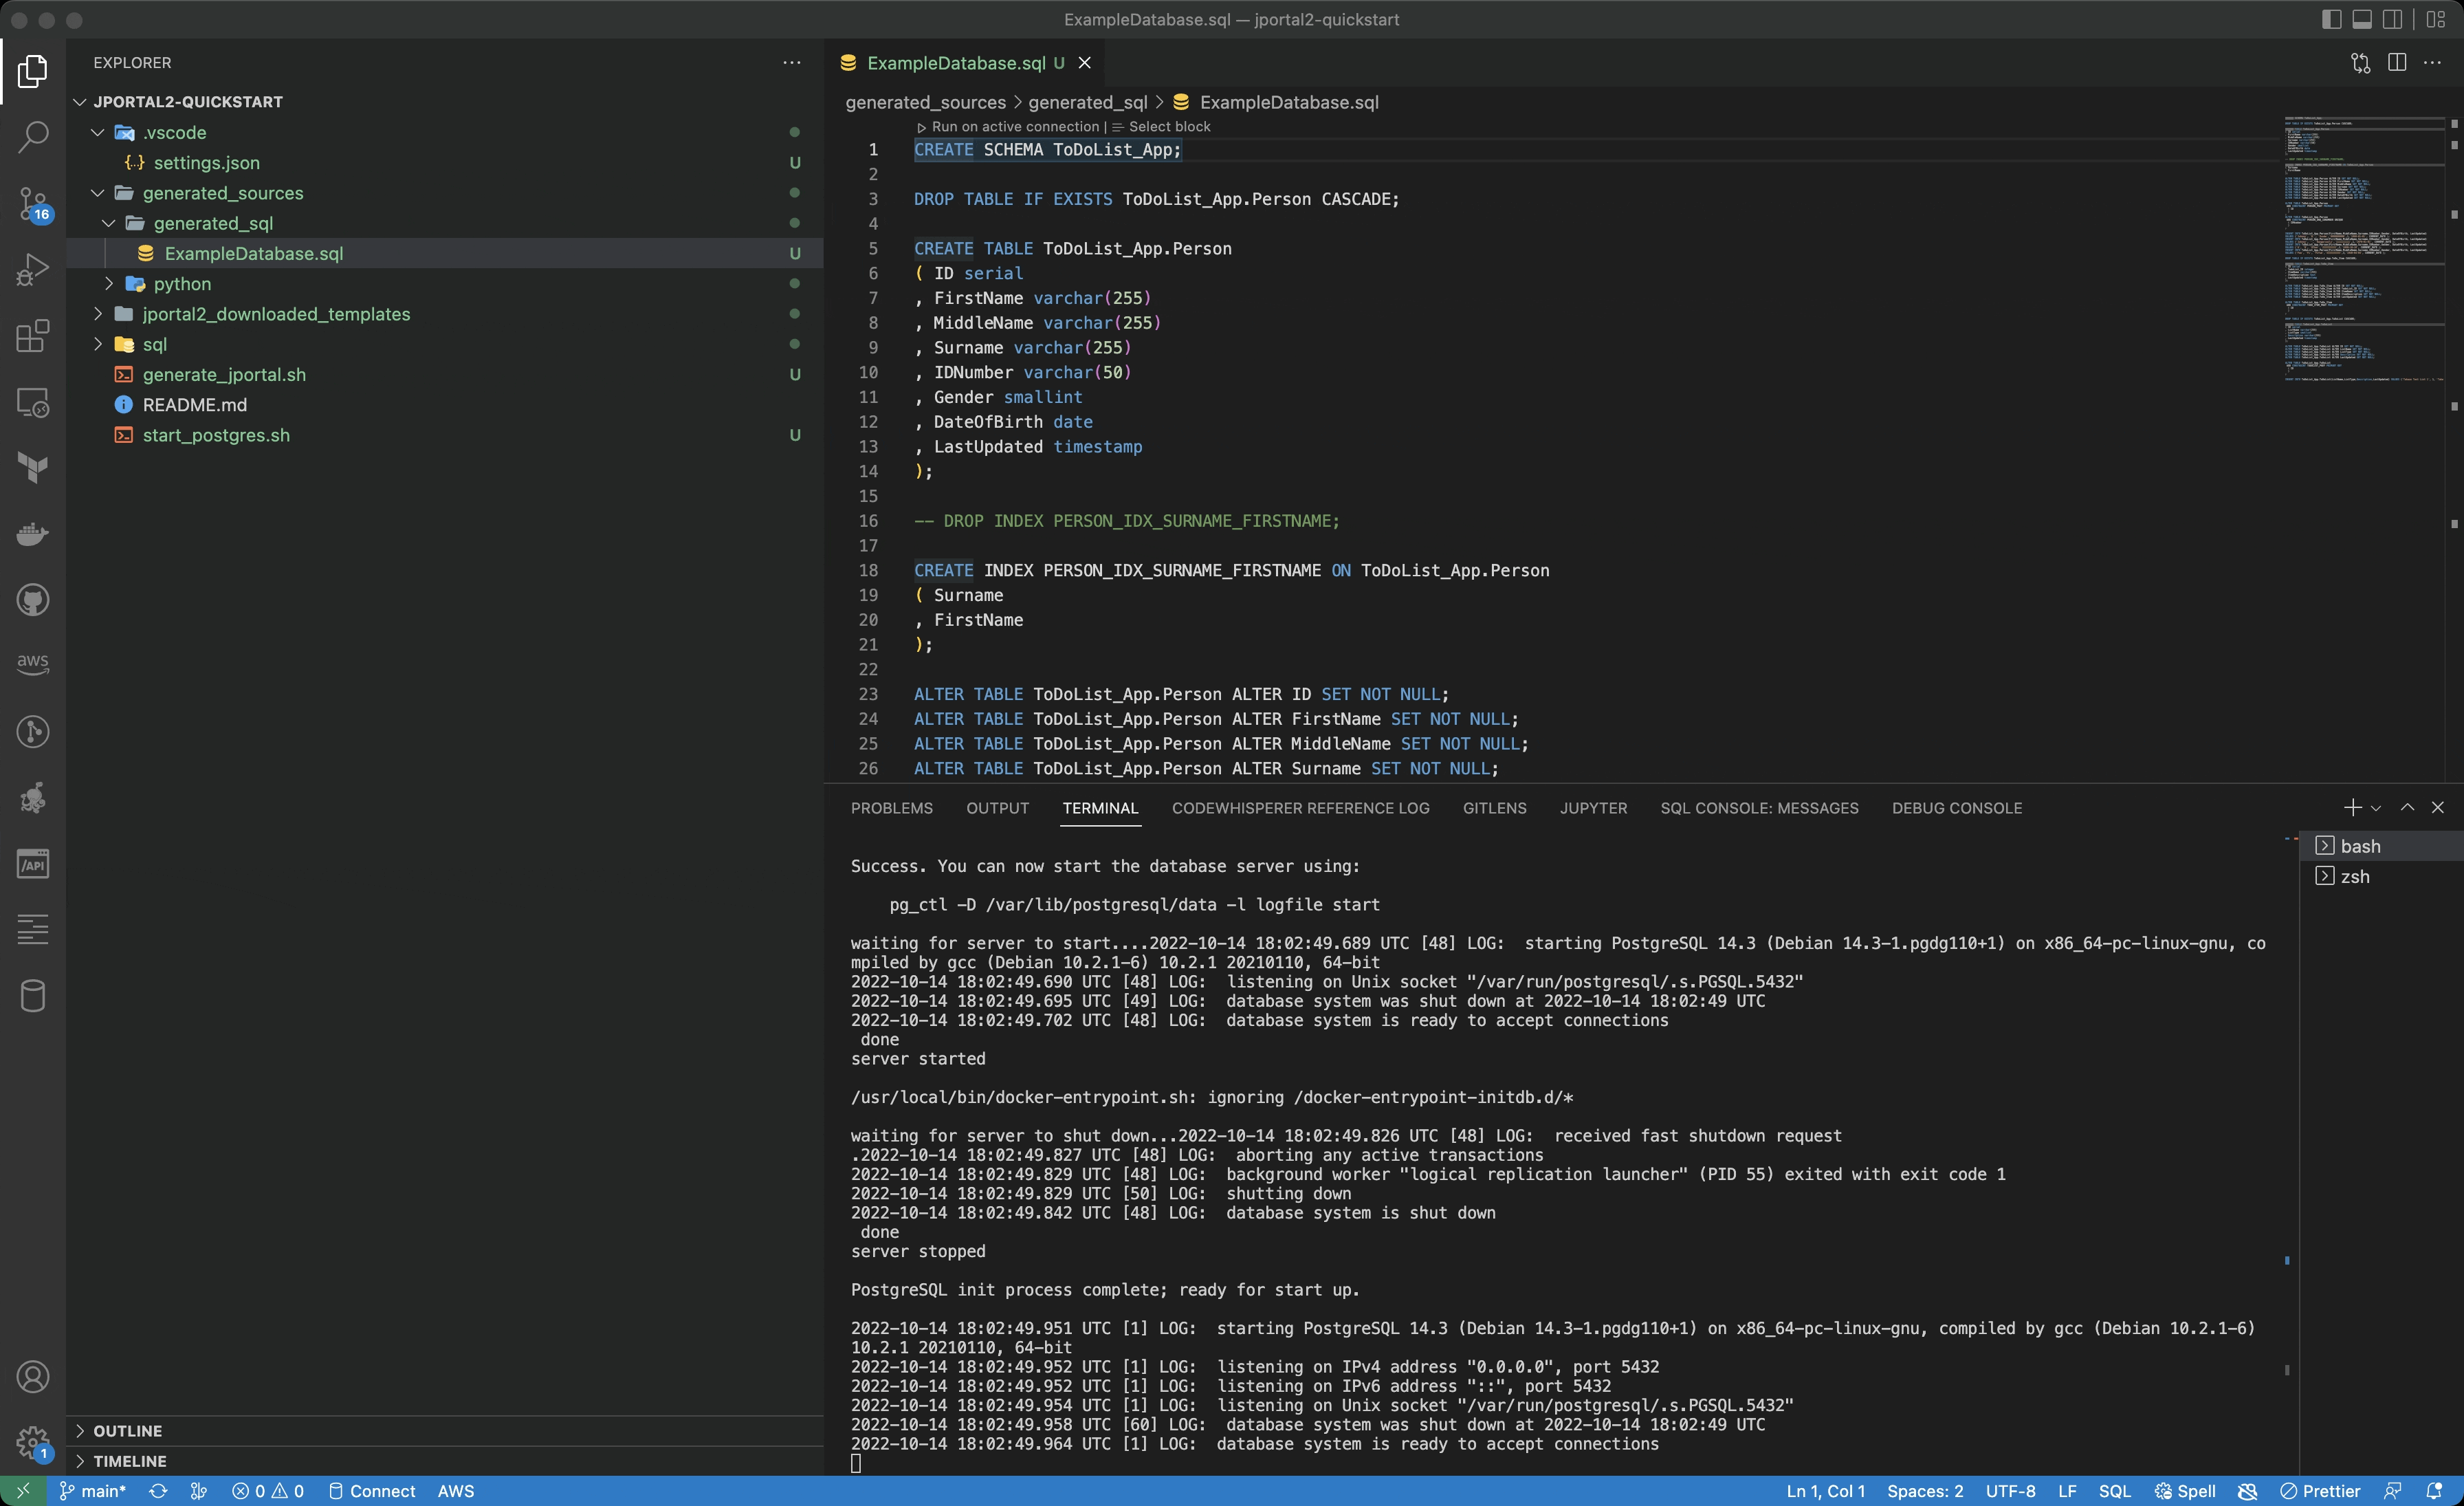 ExampleDatabase.sql — jportal2-quickstart
EXPLORER
JPORTAL2-QUICKSTART
.vscode
settings.json U
generated_sources
generated_sql
ExampleDatabase.sql U
python
jportal2_downloaded_templates
sql
generate_jportal.sh U
README.md
start_postgres.sh U
16
aws
/API
1
OUTLINE
TIMELINE
ExampleDatabase.sql U
generated_sources > generated_sql > ExampleDatabase.sql
Run on active connection | Select block
1 CREATE SCHEMA ToDoList_App;
2
3 DROP TABLE IF EXISTS ToDoList_App.Person CASCADE;
4
5 CREATE TABLE ToDoList_App.Person
6 ( ID serial
7 , FirstName varchar(255)
8 , MiddleName varchar(255)
9 , Surname varchar(255)
10 , IDNumber varchar(50)
11 , Gender smallint
12 , DateOfBirth date
13 , LastUpdated timestamp
14 );
15
16 -- DROP INDEX PERSON_IDX_SURNAME_FIRSTNAME;
17
18 CREATE INDEX PERSON_IDX_SURNAME_FIRSTNAME ON ToDoList_App.Person
19 ( Surname
20 , FirstName
21 );
22
23 ALTER TABLE ToDoList_App.Person ALTER ID SET NOT NULL;
24 ALTER TABLE ToDoList_App.Person ALTER FirstName SET NOT NULL;
25 ALTER TABLE ToDoList_App.Person ALTER MiddleName SET NOT NULL;
26 ALTER TABLE ToDoList_App.Person ALTER Surname SET NOT NULL;
PROBLEMS OUTPUT TERMINAL CODEWHISPERER REFERENCE LOG GITLENS JUPYTER SQL CONSOLE: MESSAGES DEBUG CONSOLE
bash
zsh
Success. You can now start the database server using:
pg_ctl -D /var/lib/postgresql/data -l logfile start
waiting for server to start....2022-10-14 18:02:49.689 UTC [48] LOG:  starting PostgreSQL 14.3 (Debian 14.3-1.pgdg110+1) on x86_64-pc-linux-gnu, co
mpiled by gcc (Debian 10.2.1-6) 10.2.1 20210110, 64-bit
2022-10-14 18:02:49.690 UTC [48] LOG:  listening on Unix socket "/var/run/postgresql/.s.PGSQL.5432"
2022-10-14 18:02:49.695 UTC [49] LOG:  database system was shut down at 2022-10-14 18:02:49 UTC
2022-10-14 18:02:49.702 UTC [48] LOG:  database system is ready to accept connections
done
server started
/usr/local/bin/docker-entrypoint.sh: ignoring /docker-entrypoint-initdb.d/*
waiting for server to shut down...2022-10-14 18:02:49.826 UTC [48] LOG:  received fast shutdown request
.2022-10-14 18:02:49.827 UTC [48] LOG:  aborting any active transactions
2022-10-14 18:02:49.829 UTC [48] LOG:  background worker "logical replication launcher" (PID 55) exited with exit code 1
2022-10-14 18:02:49.829 UTC [50] LOG:  shutting down
2022-10-14 18:02:49.842 UTC [48] LOG:  database system is shut down
done
server stopped
PostgreSQL init process complete; ready for start up.
2022-10-14 18:02:49.951 UTC [1] LOG:  starting PostgreSQL 14.3 (Debian 14.3-1.pgdg110+1) on x86_64-pc-linux-gnu, compiled by gcc (Debian 10.2.1-6)
10.2.1 20210110, 64-bit
2022-10-14 18:02:49.952 UTC [1] LOG:  listening on IPv4 address "0.0.0.0", port 5432
2022-10-14 18:02:49.952 UTC [1] LOG:  listening on IPv6 address "::", port 5432
2022-10-14 18:02:49.954 UTC [1] LOG:  listening on Unix socket "/var/run/postgresql/.s.PGSQL.5432"
2022-10-14 18:02:49.958 UTC [60] LOG:  database system was shut down at 2022-10-14 18:02:49 UTC
2022-10-14 18:02:49.964 UTC [1] LOG:  database system is ready to accept connections
main* 0 0 Connect AWS Ln 1, Col 1 Spaces: 2 UTF-8 LF SQL Spell Prettier